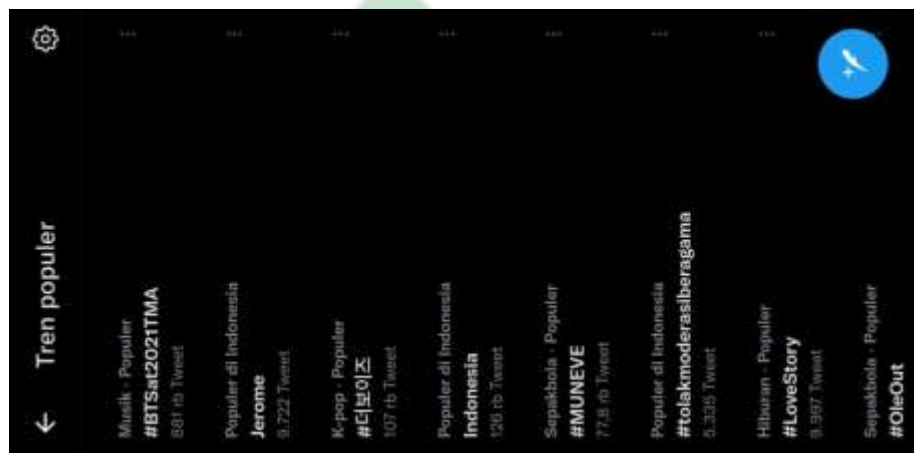 Tren populer
Musik · Populer
#BTSat2021TMA
881 rb Tweet
Populer di Indonesia
Jerome
9.722 Tweet
K-pop · Populer
#더보이즈
107 rb Tweet
Populer di Indonesia
Indonesia
126 rb Tweet
Sepakbola · Populer
#MUNEVE
77,8 rb Tweet
Populer di Indonesia
#tolakmoderasiberagama
5.335 Tweet
Hiburan · Populer
#LoveStory
9.997 Tweet
Sepakbola · Populer
#OleOut